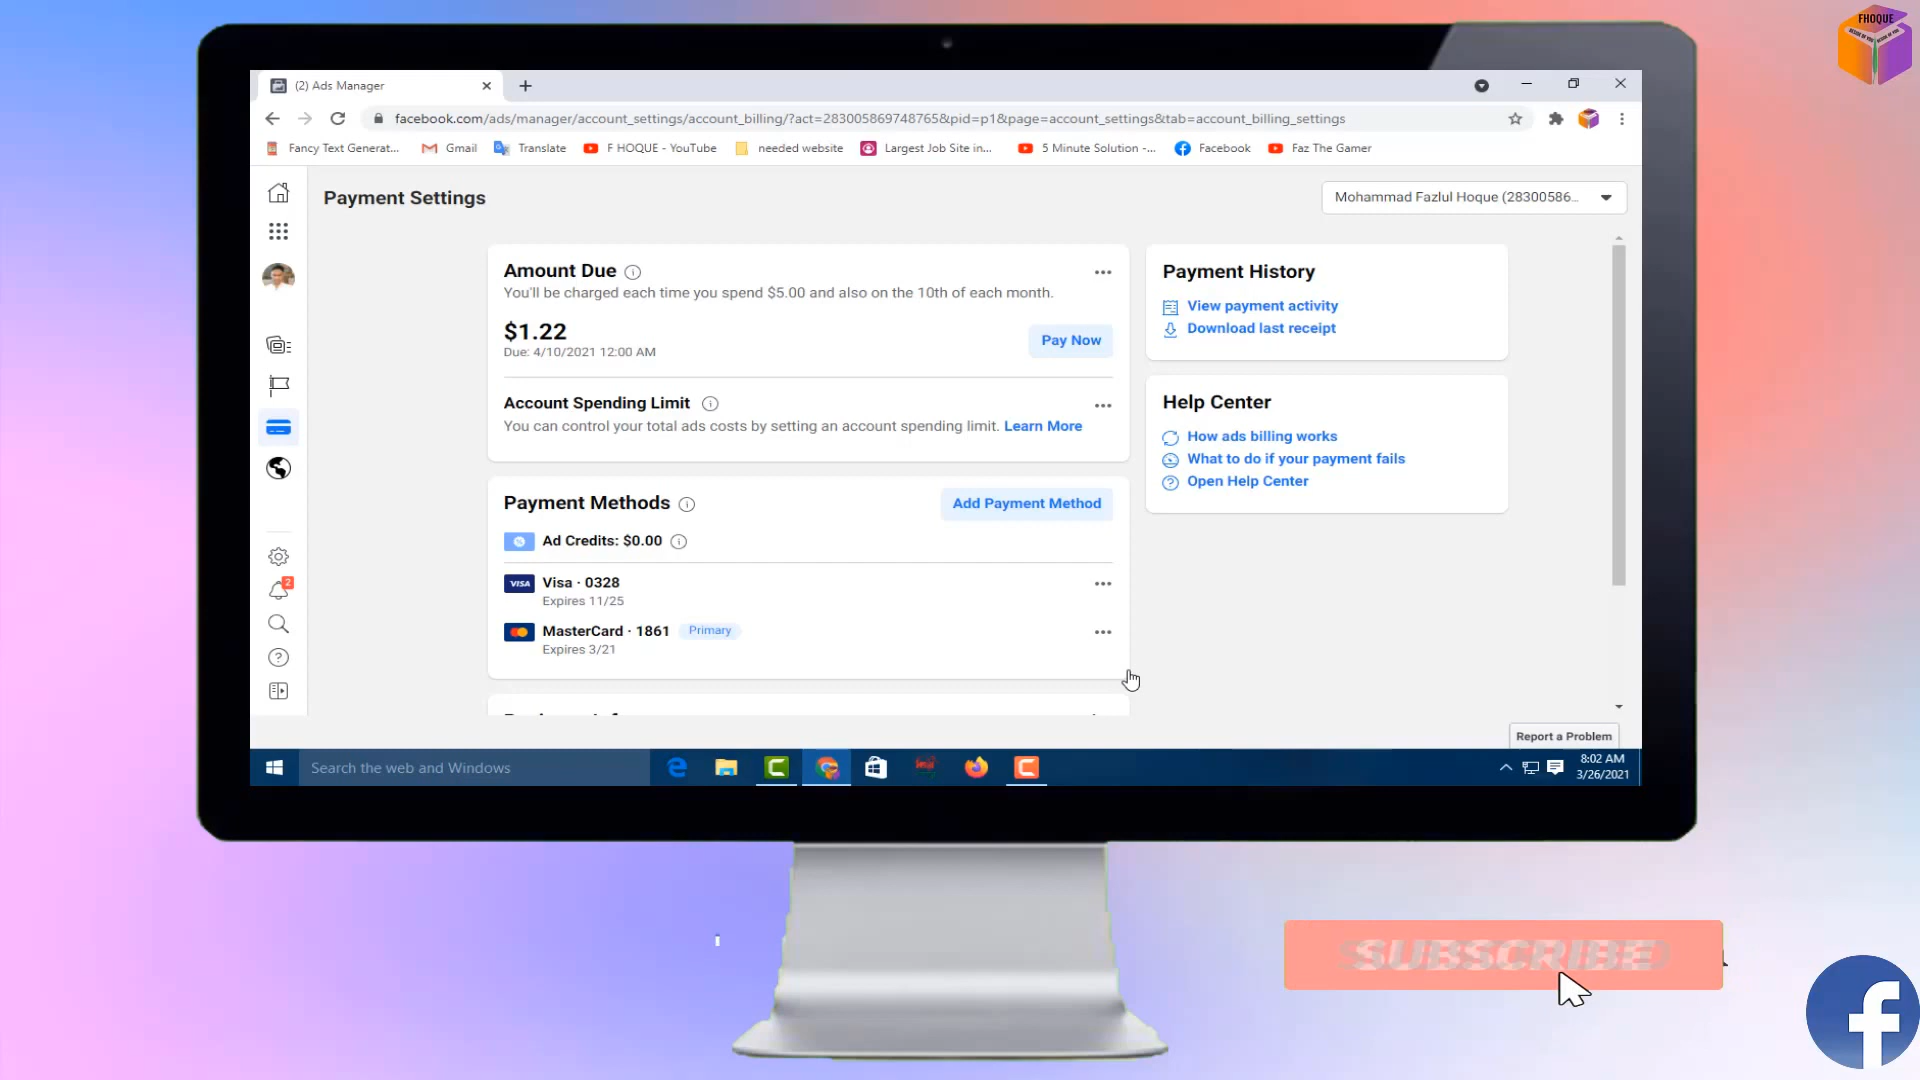 FHOQUE
(2) Ads Manager
facebook.com/ads/manager/account_settings/account_billing/?act=283005869748765&pid=p1&page=account_settings&tab=account_billing_settings
Fancy Text Generat...
Gmail
Translate
F HOQUE - YouTube
needed website
Largest Job Site in...
5 Minute Solution -...
Facebook
Faz The Gamer
Payment Settings
Mohammad Fazlul Hoque (28300586...
Amount Due
You'll be charged each time you spend $5.00 and also on the 10th of each month.
$1.22
Due: 4/10/2021 12:00 AM
Pay Now
Account Spending Limit
You can control your total ads costs by setting an account spending limit. Learn More
Payment Methods
Add Payment Method
Ad Credits: $0.00
VISA
Visa · 0328
Expires 11/25
MasterCard · 1861
Primary
Expires 3/21
Payment History
View payment activity
Download last receipt
Help Center
How ads billing works
What to do if your payment fails
Open Help Center
2
Report a Problem
Search the web and Windows
8:02 AM
3/26/2021